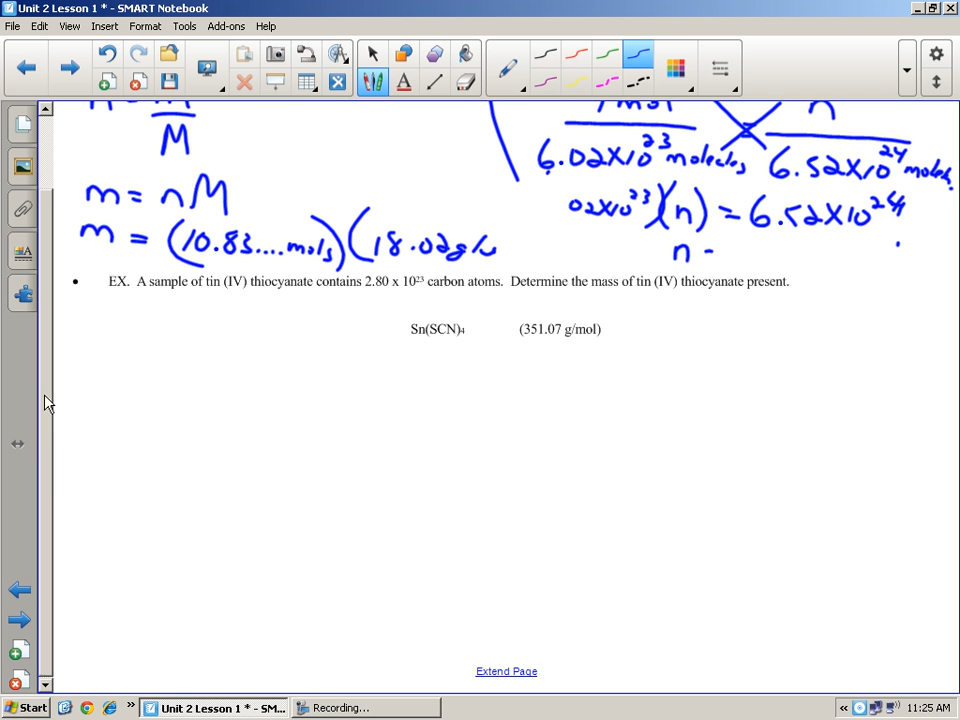 Unit 2 Lesson 1 * - SMART Notebook
File Edit View Insert Format Tools Add-ons Help
M
1 mol = n
6.02X10²³ molecules 6.52X10²⁴
m = nM
02X10²³)(n) = 6.52X10²⁴
m = (10.83....mols)(18.02g/
n =
• EX. A sample of tin (IV) thiocyanate contains 2.80 x 10²³ carbon atoms. Determine the mass of tin (IV) thiocyanate present.
Sn(SCN)₄ (351.07 g/mol)
Extend Page
Start » Unit 2 Lesson 1 * - SM... Recording... « 11:25 AM